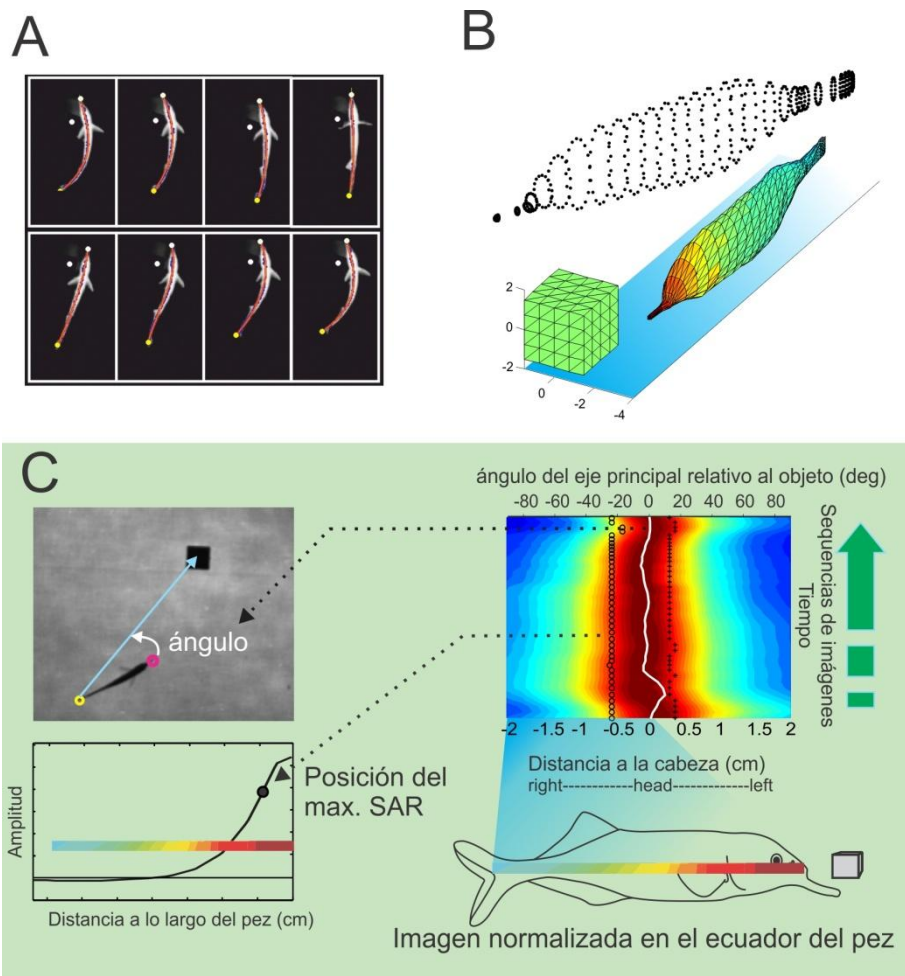 A
B
2
0
-2
0
-2
-4
C
ángulo
ángulo del eje principal relativo al objeto (deg)
-80 -60 -40 -20 0 20 40 60 80
Sequencias de imágenes
Tiempo
-2 -1.5 -1 -0.5 0 0.5 1 1.5 2
Distancia a la cabeza (cm)
right------------head------------left
Posición del
max. SAR
Amplitud
Distancia a lo largo del pez (cm)
Imagen normalizada en el ecuador del pez